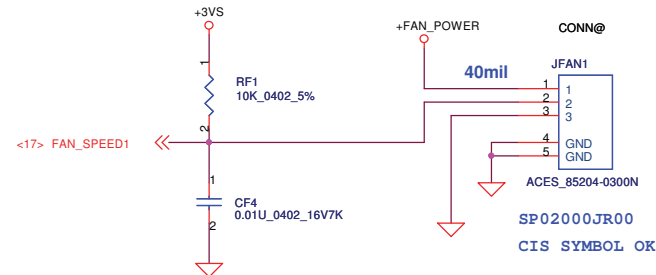 +3VS
+FAN_POWER
CONN@
40mil
JFAN1
1
RF1
10K_0402_5%
2
1 1
2 2
3 3
4 GND
5 GND
<17> FAN_SPEED1
ACES_85204-0300N
1
CF4
0.01U_0402_16V7K
2
SP02000JR00
CIS SYMBOL OK